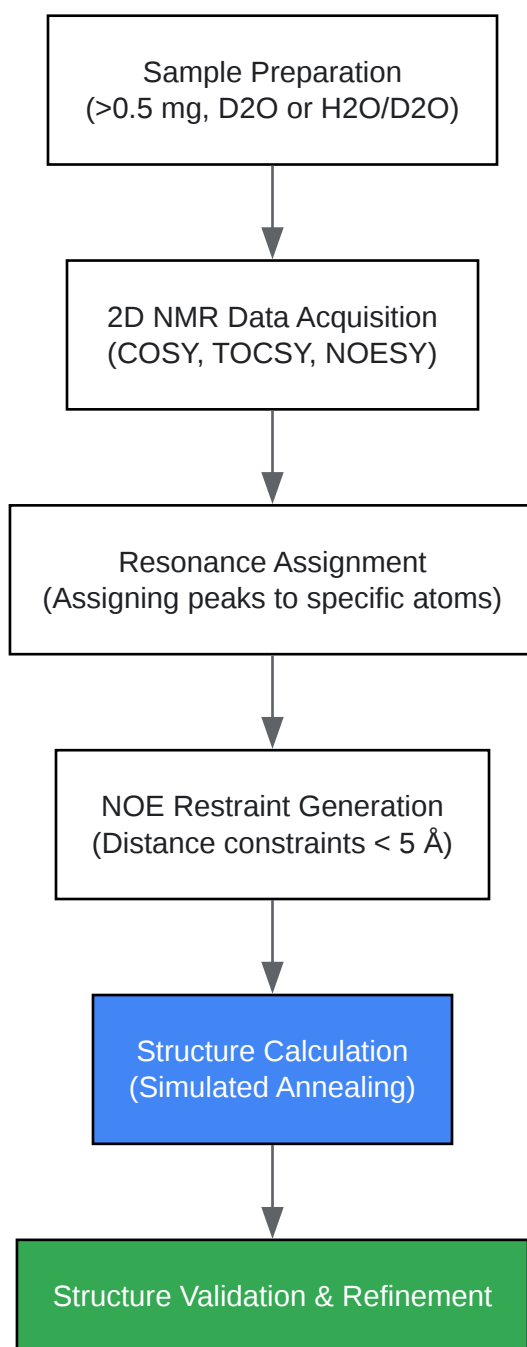 Sample Preparation
(>0.5 mg, D2O or H2O/D2O)
2D NMR Data Acquisition
(COSY, TOCSY, NOESY)
Resonance Assignment
(Assigning peaks to specific atoms)
NOE Restraint Generation
(Distance constraints < 5 Å)
Structure Calculation
(Simulated Annealing)
Structure Validation & Refinement